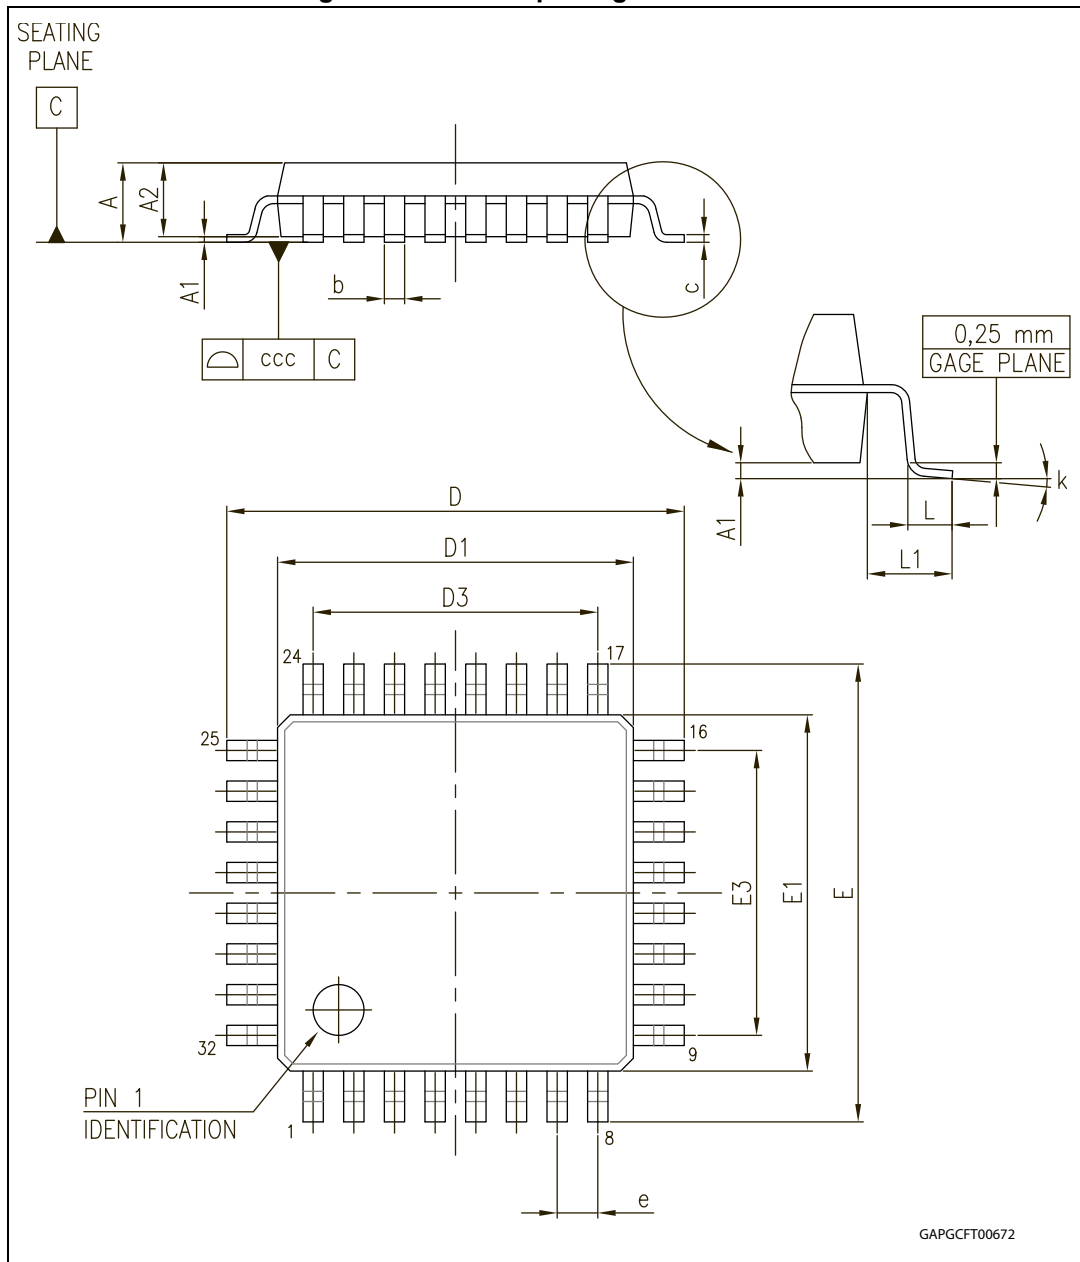 SEATING
PLANE
C
A
A2
A1
b
c
ccc
C
0,25 mm
GAGE PLANE
k
A1
L
L1
D
D1
D3
24
17
25
16
E3
E1
E
32
9
PIN 1
IDENTIFICATION
1
8
e
GAPGCFT00672